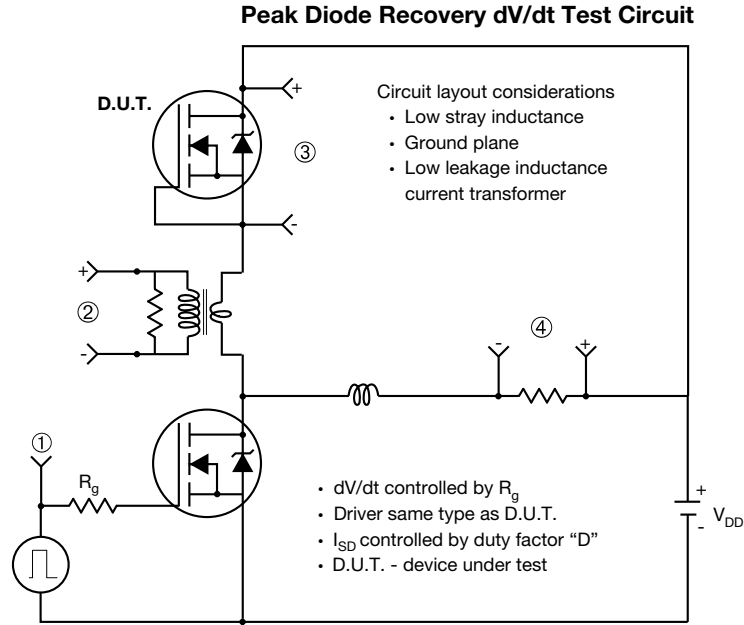 Peak Diode Recovery dV/dt Test Circuit
D.U.T.
+
Circuit layout considerations
• Low stray inductance
③
• Ground plane
• Low leakage inductance
current transformer
-
+
②
-
④
- +
①
Rg
• dV/dt controlled by Rg
• Driver same type as D.U.T.
• ISD controlled by duty factor “D”
• D.U.T. - device under test
+
VDD
-